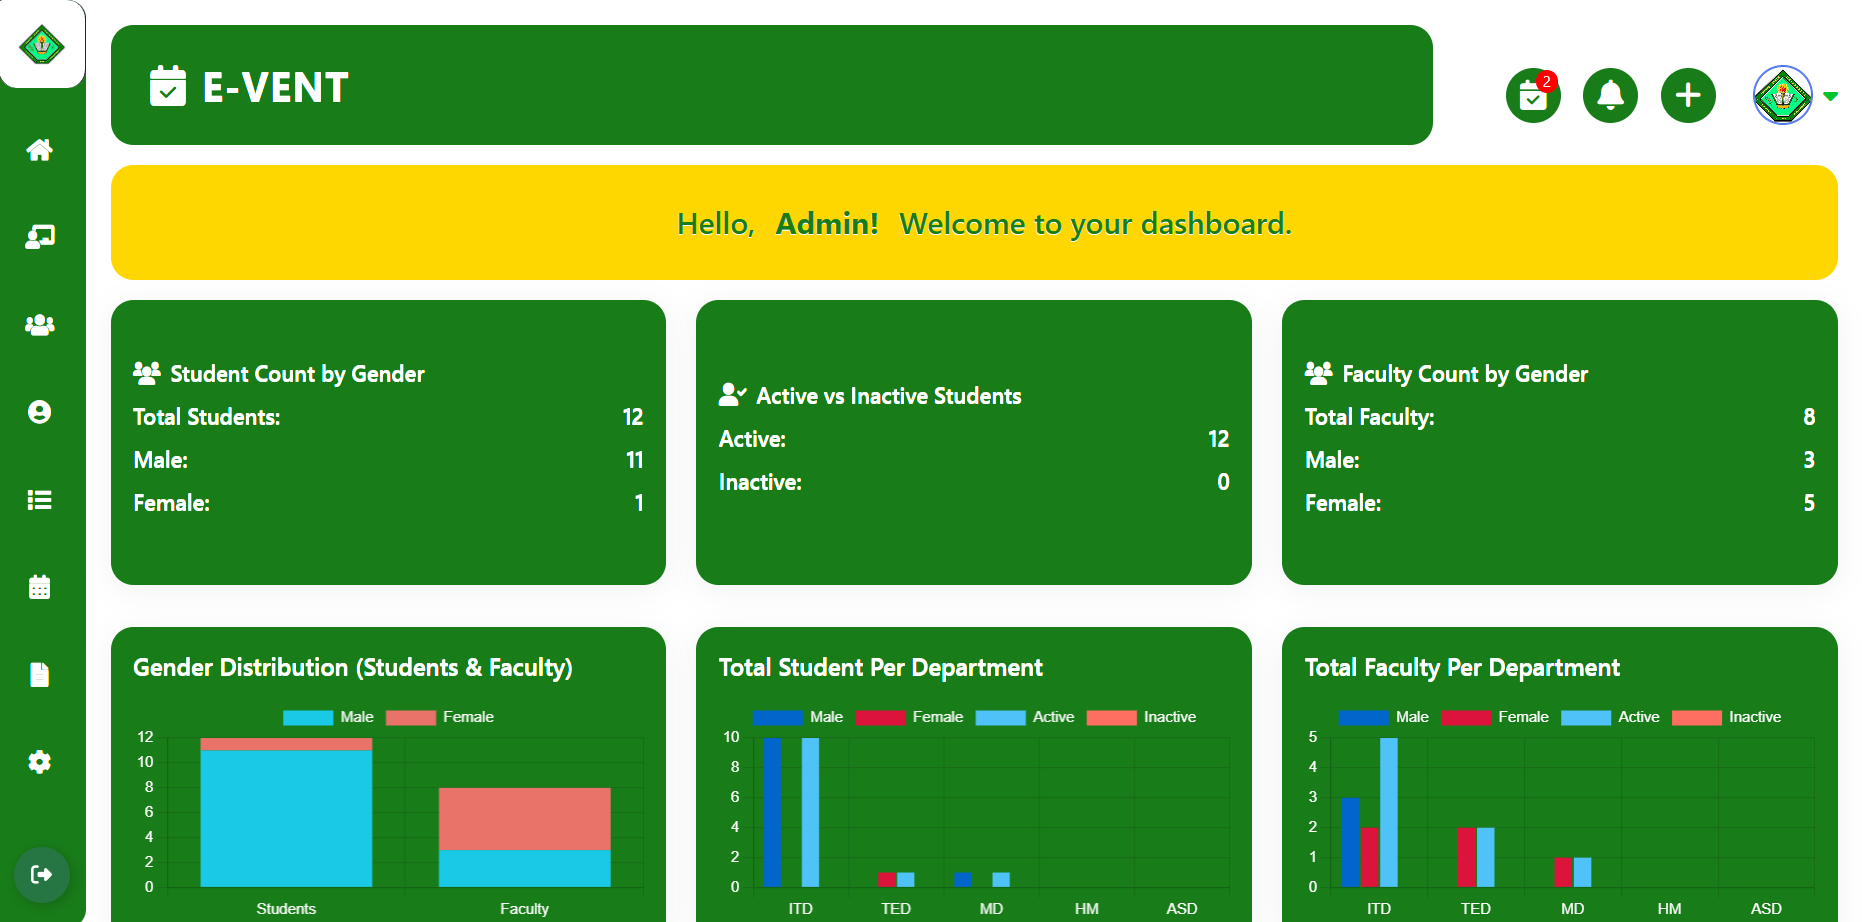 E-VENT
2
Hello, Admin! Welcome to your dashboard.
Student Count by Gender
Total Students: 12
Male: 11
Female: 1
Active vs Inactive Students
Active: 12
Inactive: 0
Faculty Count by Gender
Total Faculty: 8
Male: 3
Female: 5
Gender Distribution (Students & Faculty)
Male Female
12
10
8
6
4
2
0
Students Faculty
Total Student Per Department
Male Female Active Inactive
10
8
6
4
2
0
ITD TED MD HM ASD
Total Faculty Per Department
Male Female Active Inactive
5
4
3
2
1
0
ITD TED MD HM ASD